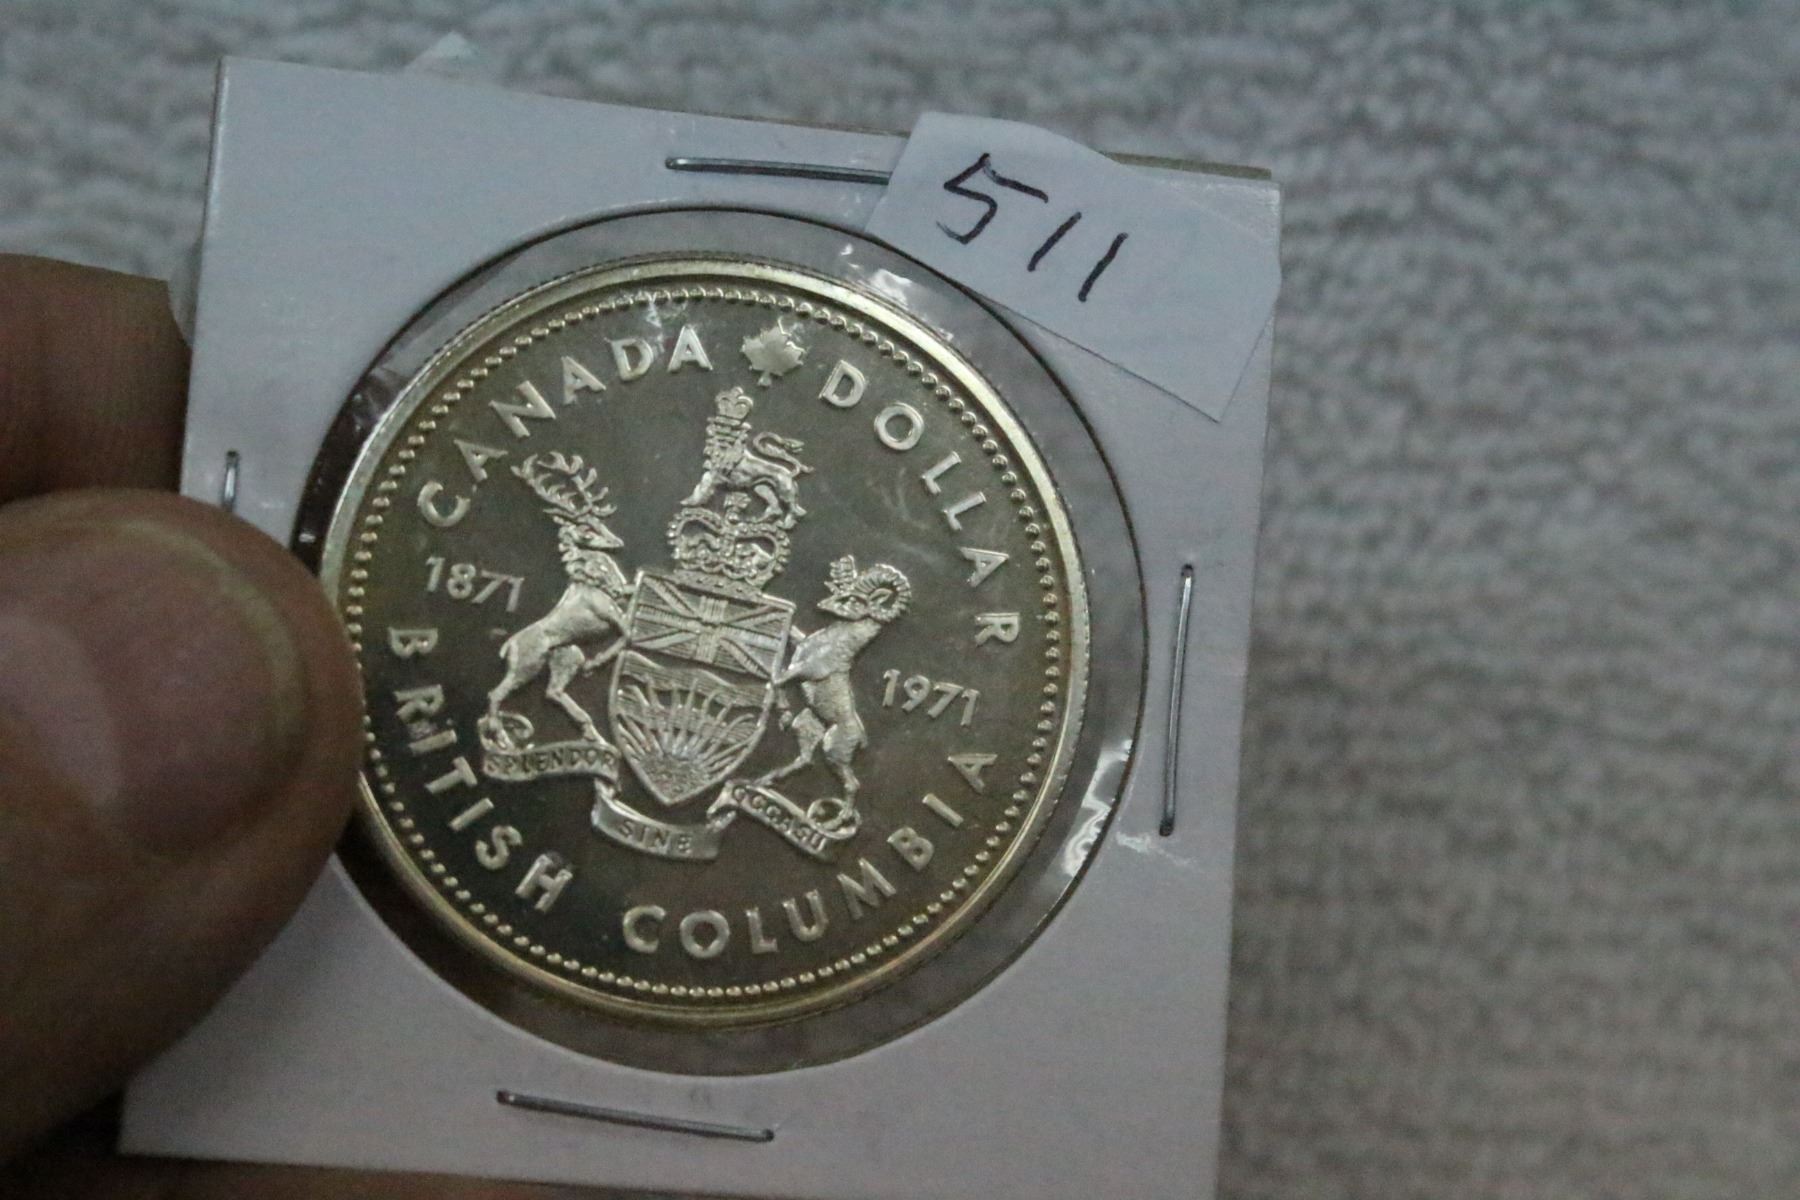 511
CANADA DOLLAR
1871
1971
SPLENDOR
SINE
OCCASU
BRITISH COLUMBIA